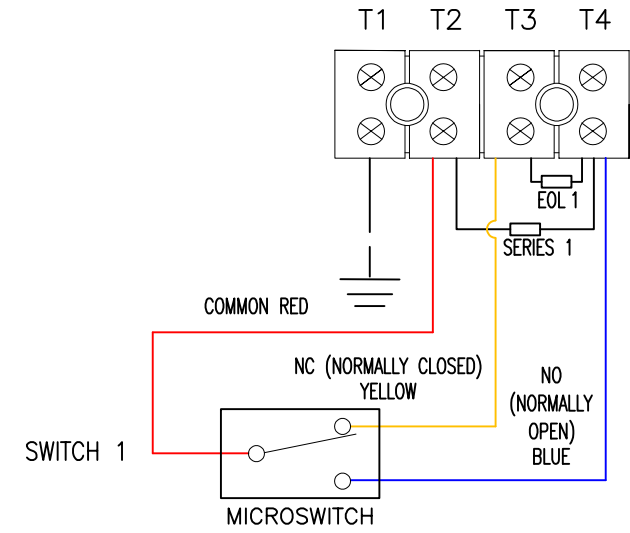 T1 T2 T3 T4
EOL 1
SERIES 1
COMMON RED
NC (NORMALLY CLOSED)
YELLOW
NO
(NORMALLY
OPEN)
BLUE
SWITCH 1
MICROSWITCH